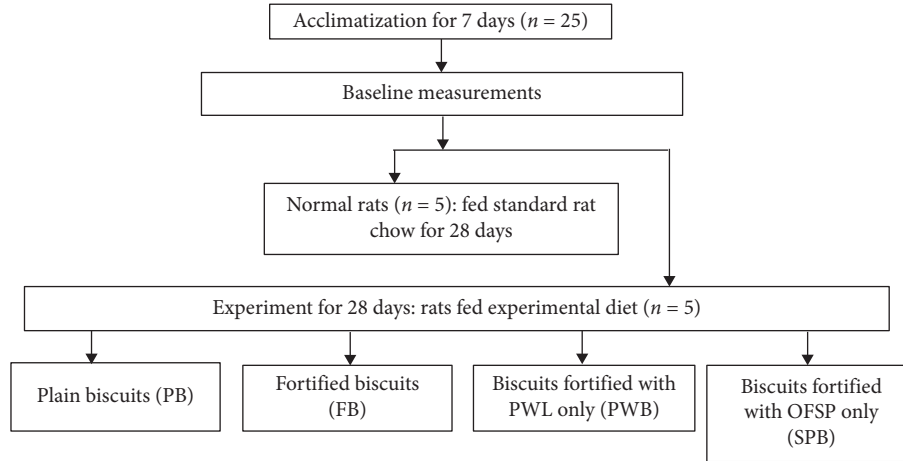 Acclimatization for 7 days (n = 25)
Baseline measurements
Normal rats (n = 5): fed standard rat
chow for 28 days
Experiment for 28 days: rats fed experimental diet (n = 5)
Plain biscuits (PB)
Fortified biscuits
(FB)
Biscuits fortified with
PWL only (PWB)
Biscuits fortified
with OFSP only
(SPB)